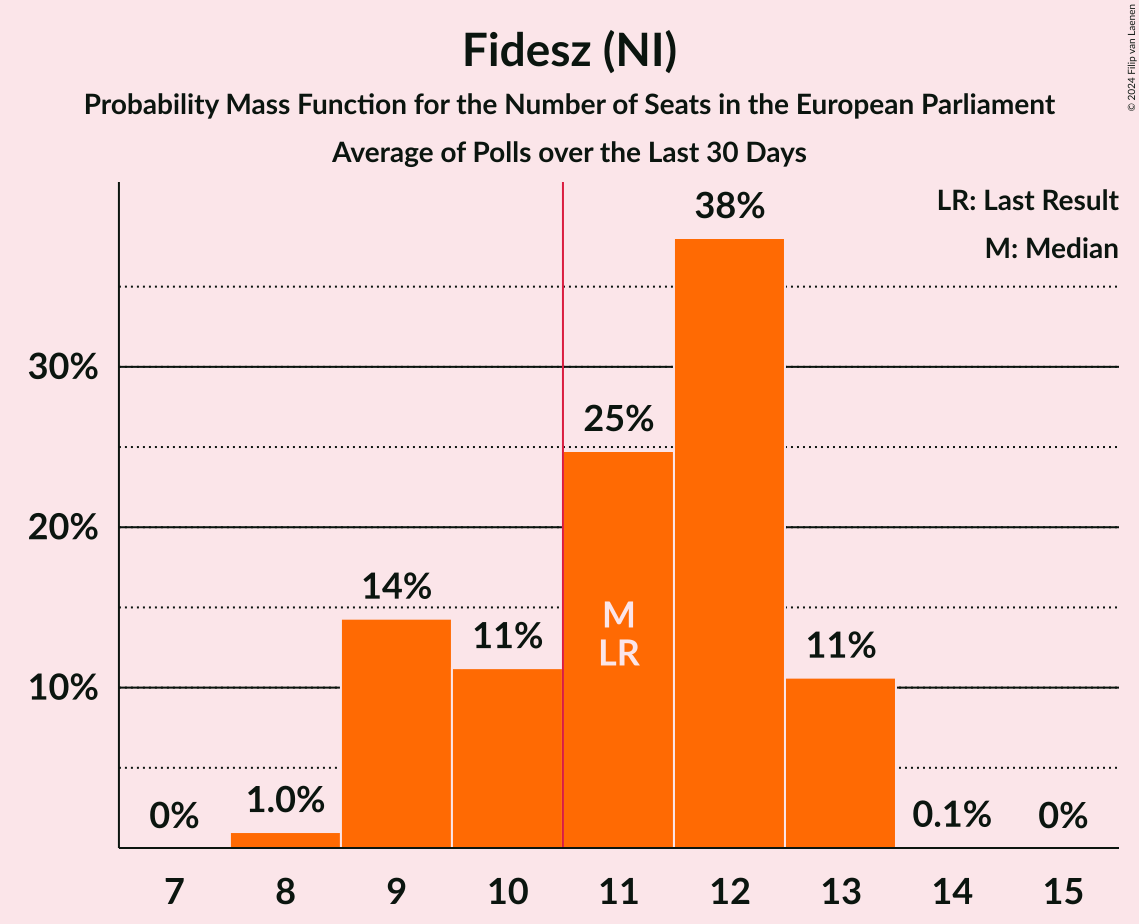 Fidesz (NI)
Probability Mass Function for the Number of Seats in the European Parliament
Average of Polls over the Last 30 Days
© 2024 Filip van Laenen
LR: Last Result
M: Median
38%
30%
25%
20%
14%
M
11%
LR
11%
10%
1.0%
0%
0.1%
0%
7 8 9 10 11 12 13 14 15